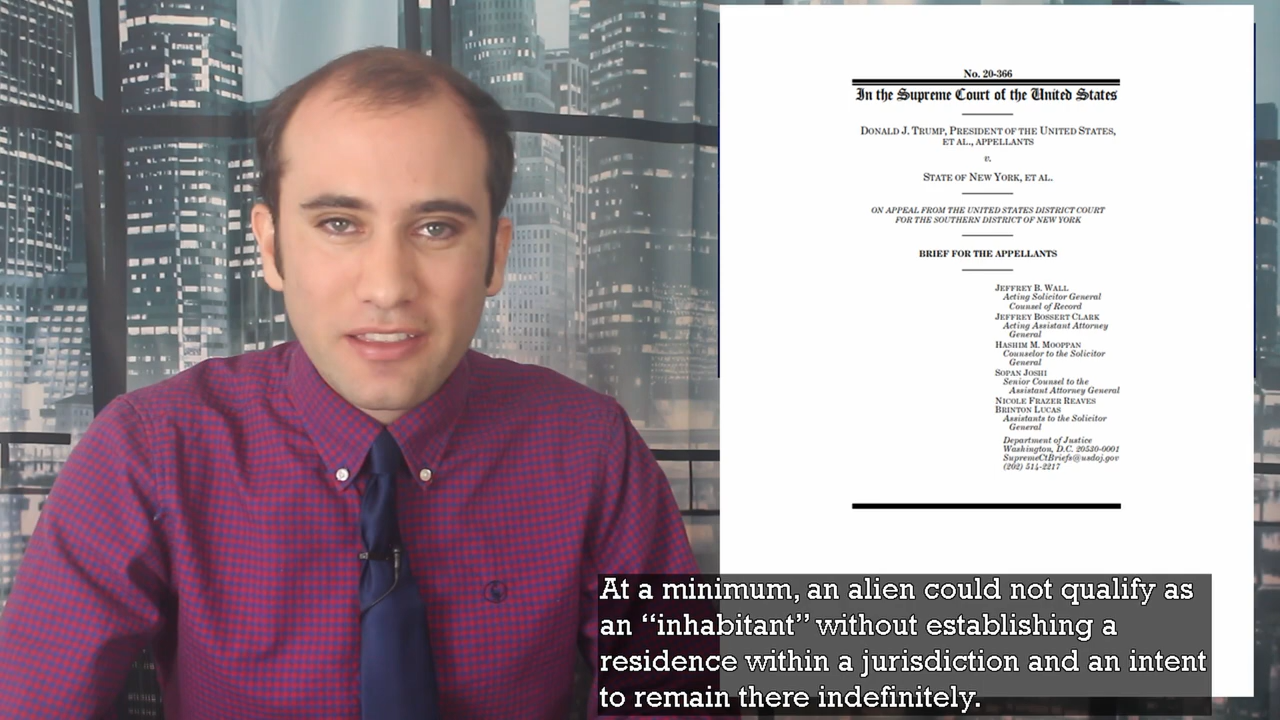 No. 20-366
In the Supreme Court of the United States
DONALD J. TRUMP, PRESIDENT OF THE UNITED STATES,
ET AL., APPELLANTS
v.
STATE OF NEW YORK, ET AL.
ON APPEAL FROM THE UNITED STATES DISTRICT COURT
FOR THE SOUTHERN DISTRICT OF NEW YORK
BRIEF FOR THE APPELLANTS
JEFFREY B. WALL
Acting Solicitor General
Counsel of Record
JEFFREY BOSSERT CLARK
Acting Assistant Attorney
General
HASHIM M. MOOPPAN
Counselor to the Solicitor
General
SOPAN JOSHI
Senior Counsel to the
Assistant Attorney General
NICOLE FRAZER REAVES
BRINTON LUCAS
Assistants to the Solicitor
General
Department of Justice
Washington, D.C. 20530-0001
SupremeCtBriefs@usdoj.gov
(202) 514-2217
At a minimum, an alien could not qualify as
an “inhabitant” without establishing a
residence within a jurisdiction and an intent
to remain there indefinitely.